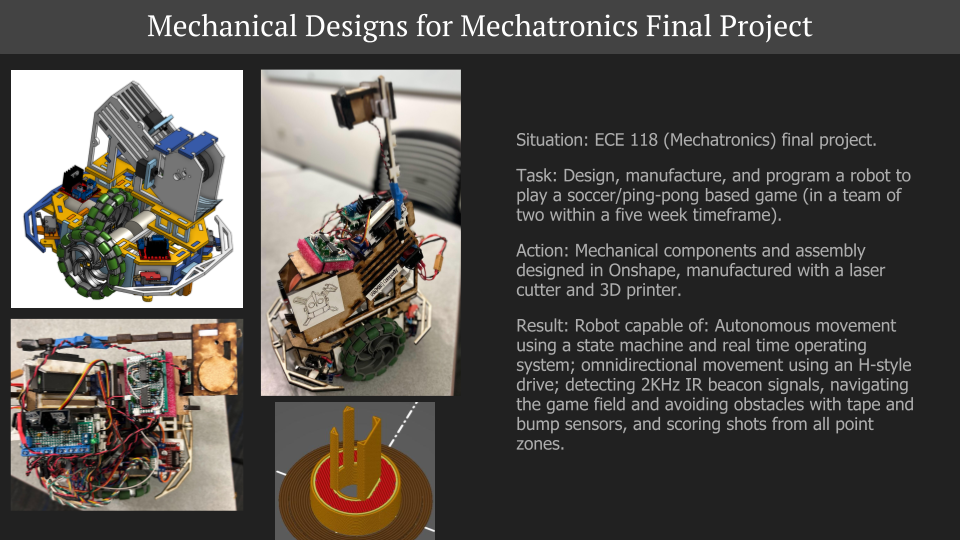 Mechanical Designs for Mechatronics Final Project
Situation: ECE 118 (Mechatronics) final project.
Task: Design, manufacture, and program a robot to
play a soccer/ping-pong based game (in a team of
two within a five week timeframe).
Action: Mechanical components and assembly
designed in Onshape, manufactured with a laser
cutter and 3D printer.
Result: Robot capable of: Autonomous movement
using a state machine and real time operating
system; omnidirectional movement using an H-style
drive; detecting 2KHz IR beacon signals, navigating
the game field and avoiding obstacles with tape and
bump sensors, and scoring shots from all point
zones.